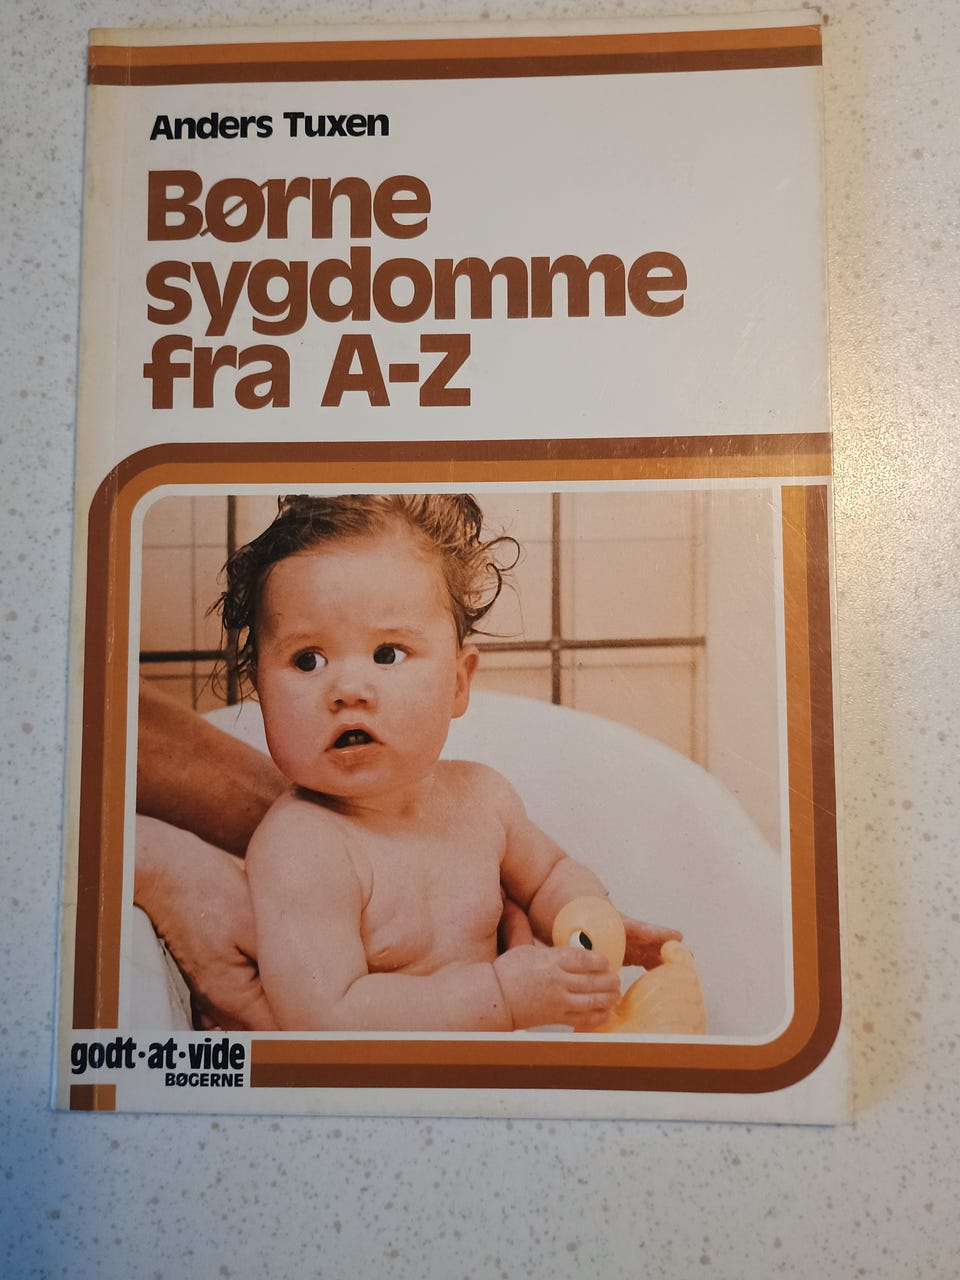 Anders Tuxen
Børne
sygdomme
fra A-Z
godt·at·vide
BØGERNE